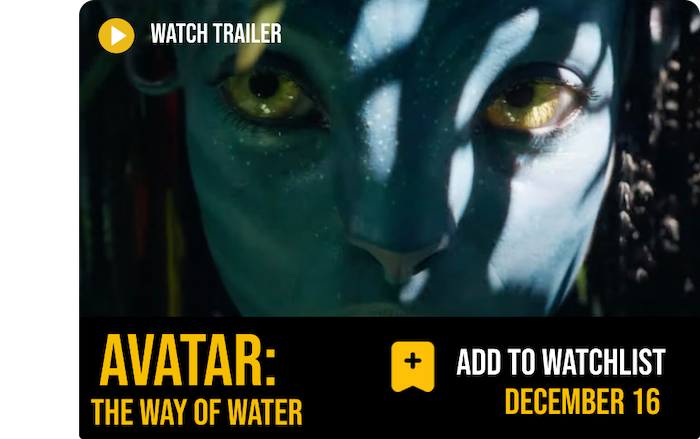 WATCH TRAILER
AVATAR:
THE WAY OF WATER
ADD TO WATCHLIST
DECEMBER 16